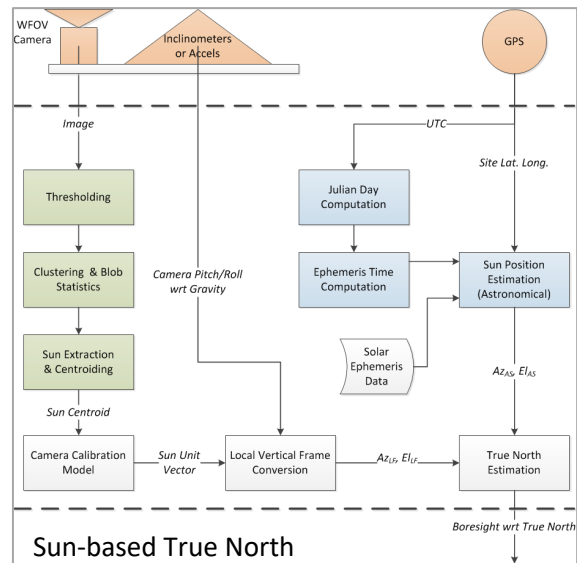 WFOV
Camera
Inclinometers
or Accels
GPS
Image
UTC
Site Lat. Long.
Thresholding
Julian Day
Computation
Clustering & Blob
Statistics
Camera Pitch/Roll
wrt Gravity
Ephemeris Time
Computation
Sun Position
Estimation
(Astronomical)
Sun Extraction
& Centroiding
Solar
Ephemeris
Data
Sun Centroid
AzAS, ElAS
Camera Calibration
Model
Sun Unit
Vector
Local Vertical Frame
Conversion
AzLF, ElLF
True North
Estimation
Boresight wrt True North
Sun-based True North